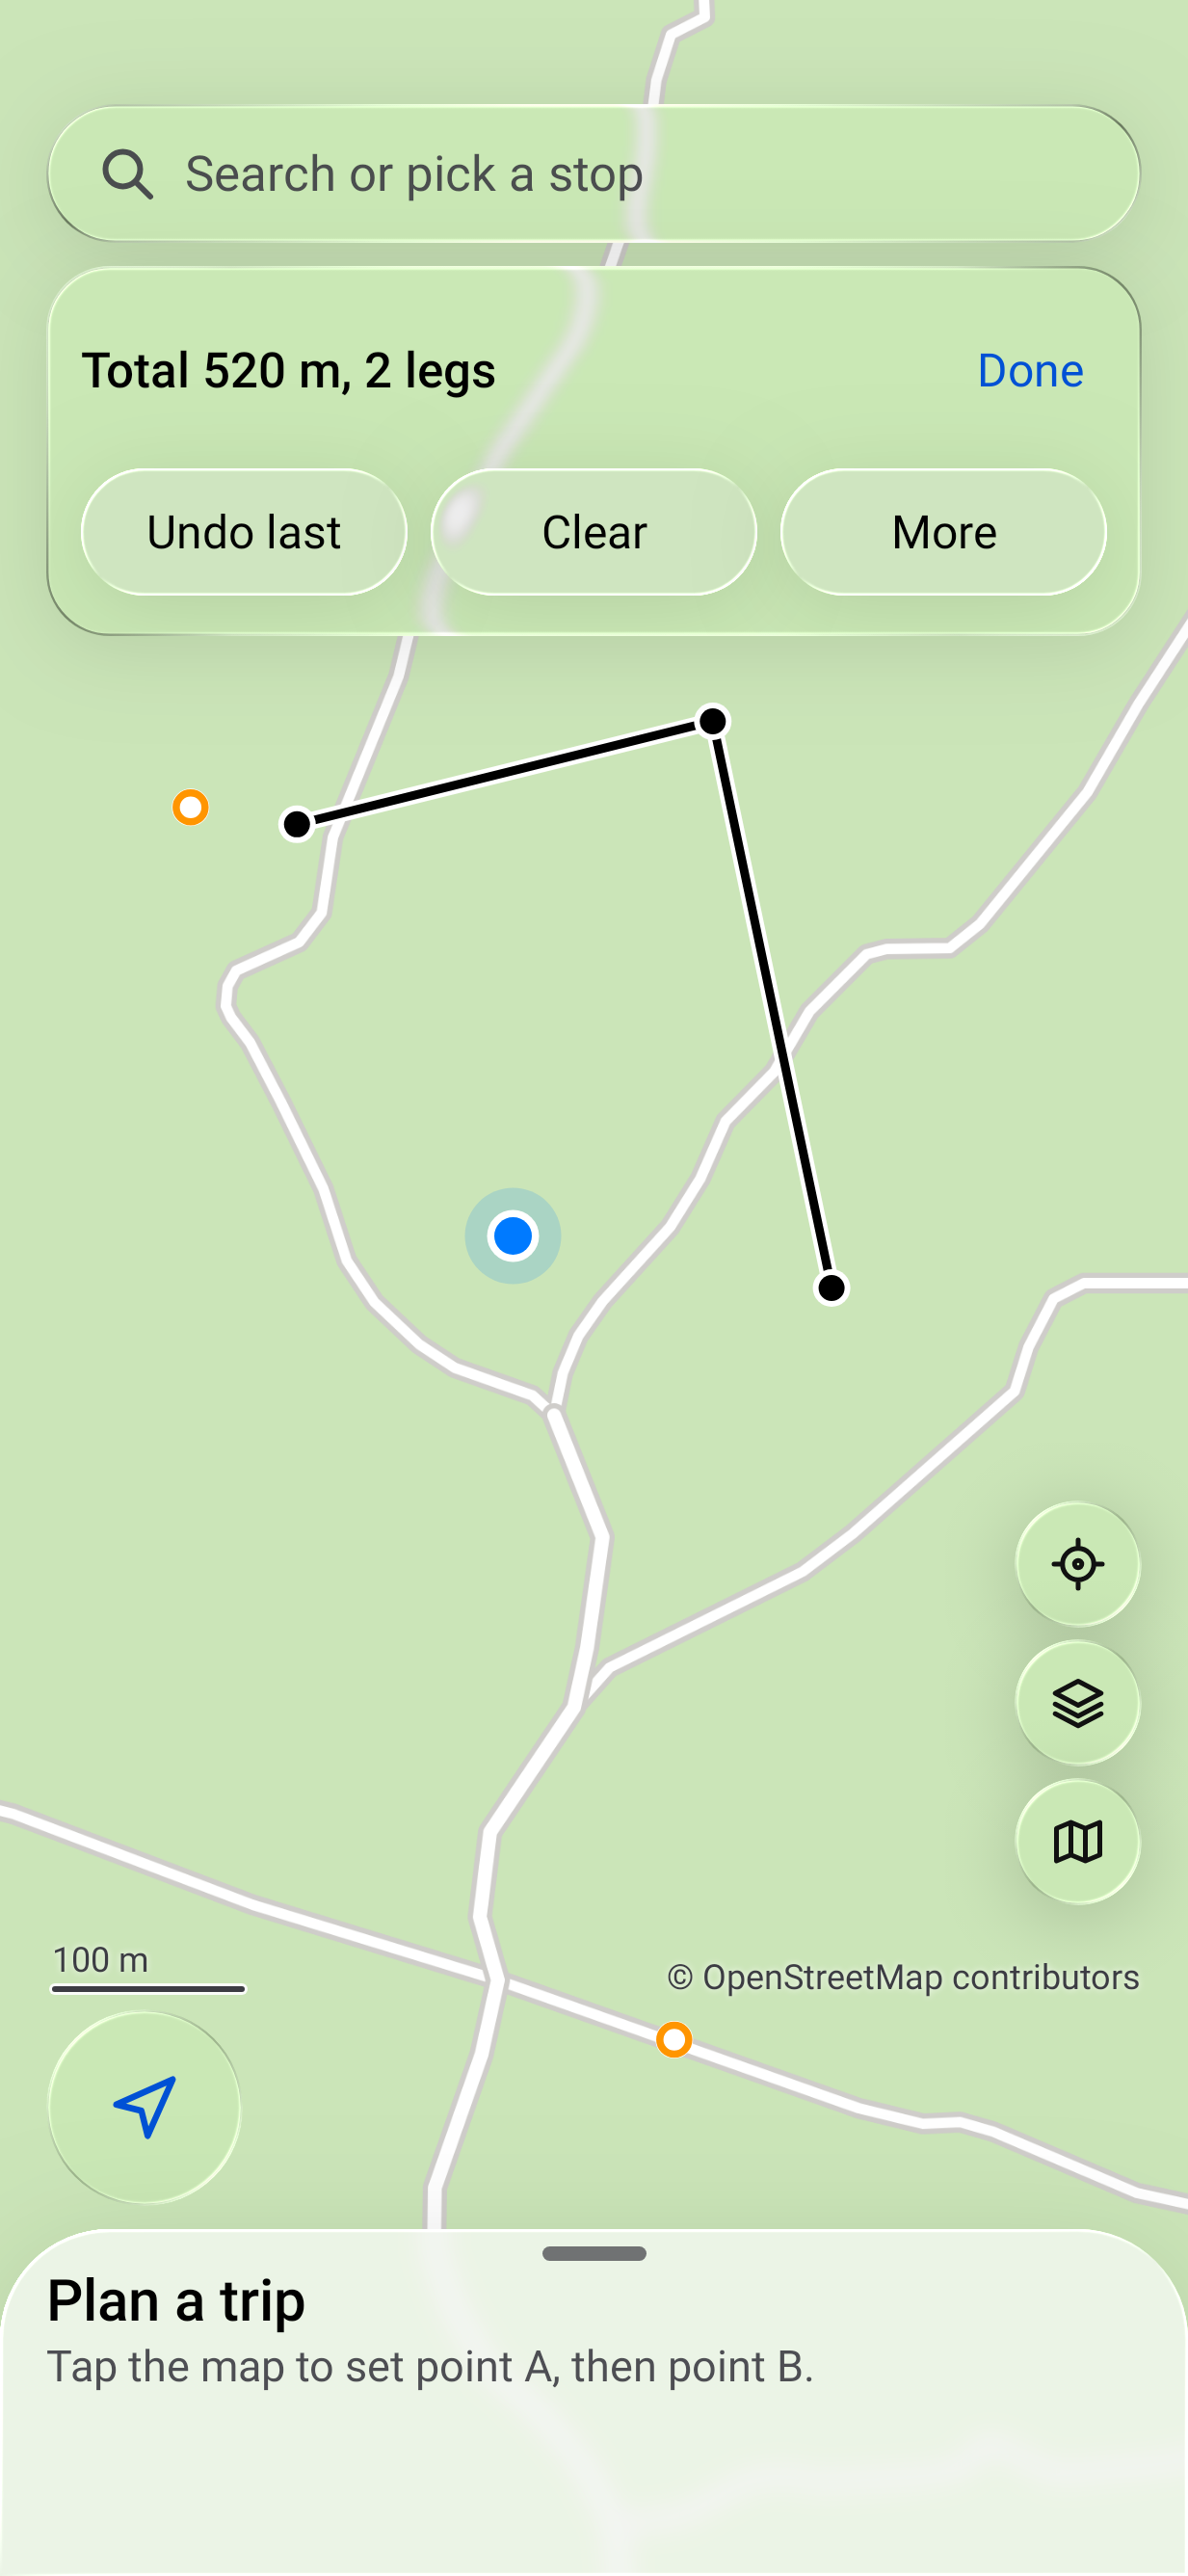 Search or pick a stop
Total 520 m, 2 legs
Done
Undo last
Clear
More
100 m
© OpenStreetMap contributors
Plan a trip
Tap the map to set point A, then point B.